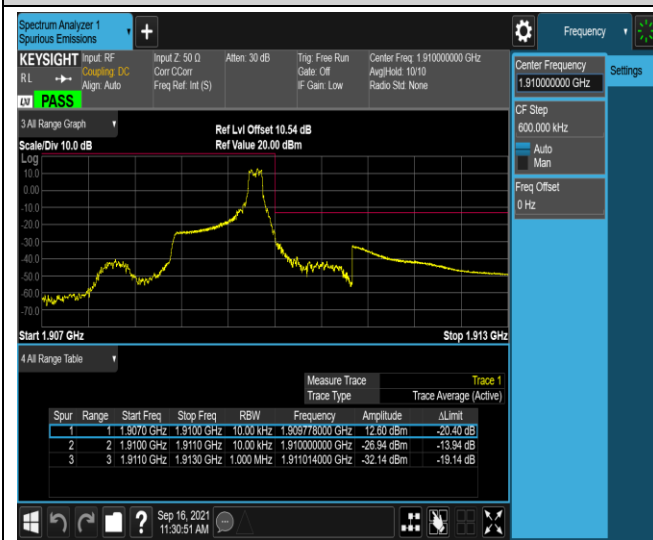 Spectrum Analyzer 1
Spurious Emissions
Frequency
KEYSIGHT
Input: RF
Coupling: DC
Align: Auto
Input Z: 50 Ω
Corr CCorr
Freq Ref: Int (S)
Atten: 30 dB
Trig: Free Run
Gate: Off
IF Gain: Low
Center Freq: 1.910000000 GHz
Avg|Hold: 10/10
Radio Std: None
R L
LXI PASS
Center Frequency
1.910000000 GHz
Settings
CF Step
600.000 kHz
Auto
Man
Freq Offset
0 Hz
3 All Range Graph
Ref Lvl Offset 10.54 dB
Scale/Div 10.0 dB
Ref Value 20.00 dBm
Log
10.0
0.00
-10.0
-20.0
-30.0
-40.0
-50.0
-60.0
-70.0
Start 1.907 GHz
Stop 1.913 GHz
4 All Range Table
Measure Trace Trace 1
Trace Type Trace Average (Active)
Spur Range Start Freq Stop Freq RBW Frequency Amplitude ΔLimit
1 1 1.9070 GHz 1.9100 GHz 10.00 kHz 1.909778000 GHz 12.60 dBm -20.40 dB
2 2 1.9100 GHz 1.9110 GHz 10.00 kHz 1.910000000 GHz -26.94 dBm -13.94 dB
3 3 1.9110 GHz 1.9130 GHz 1.000 MHz 1.911014000 GHz -32.14 dBm -19.14 dB
Sep 16, 2021
11:30:51 AM